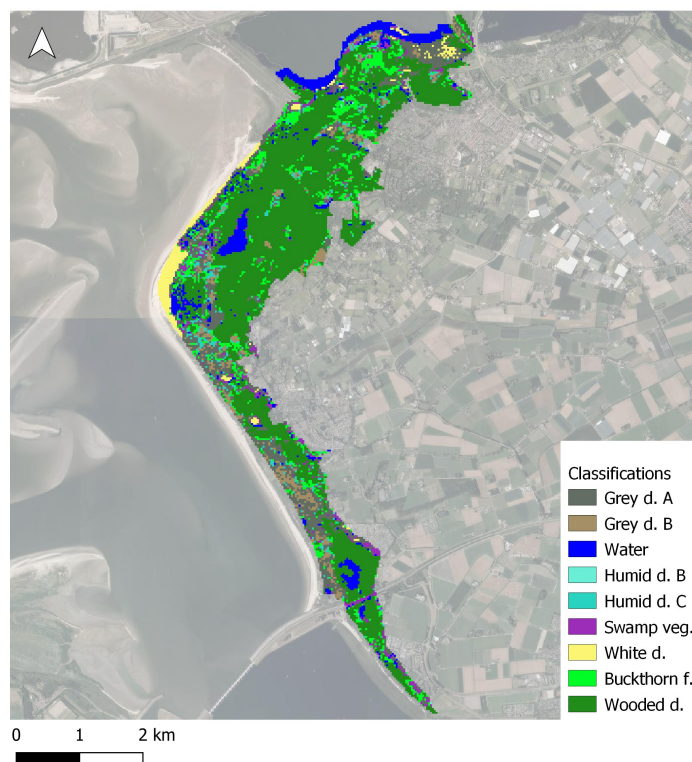 Classifications
Grey d. A
Grey d. B
Water
Humid d. B
Humid d. C
Swamp veg.
White d.
Buckthorn f.
Wooded d.
0 1 2 km